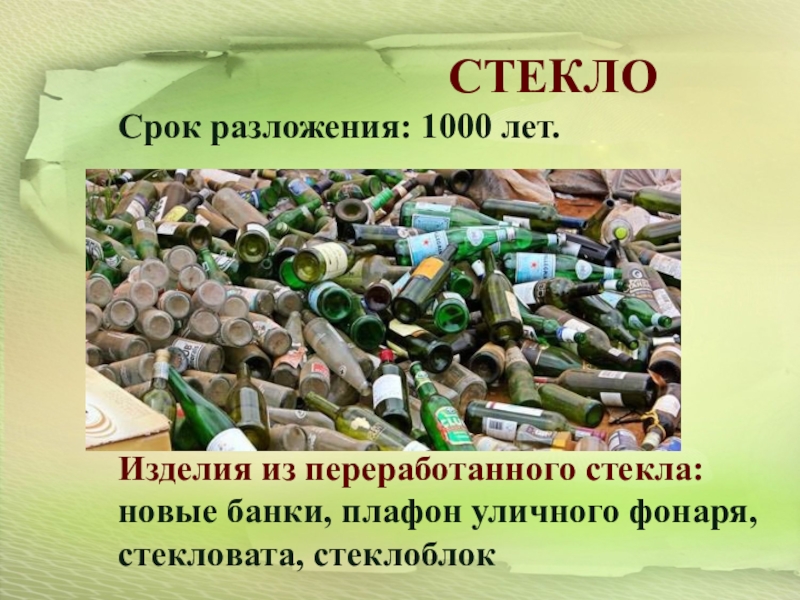 СТЕКЛО
Срок разложения: 1000 лет.
Изделия из переработанного стекла:
новые банки, плафон уличного фонаря,
стекловата, стеклоблок